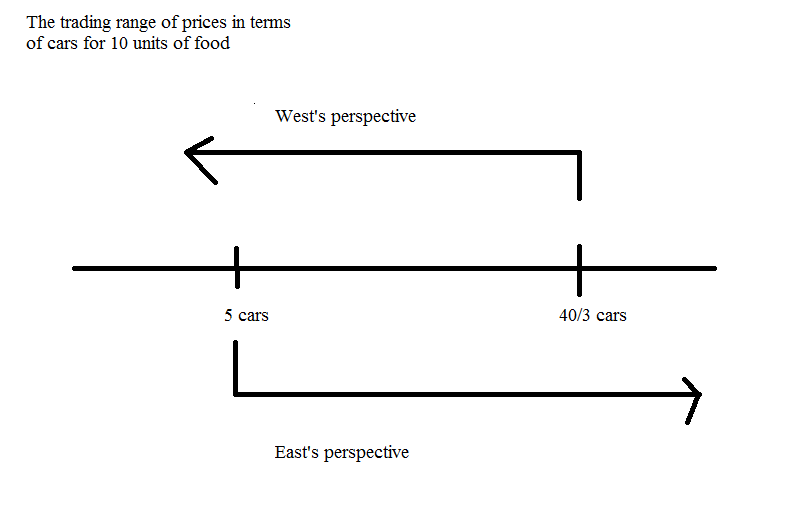 The trading range of prices in terms
of cars for 10 units of food
West's perspective
5 cars
40/3 cars
East's perspective